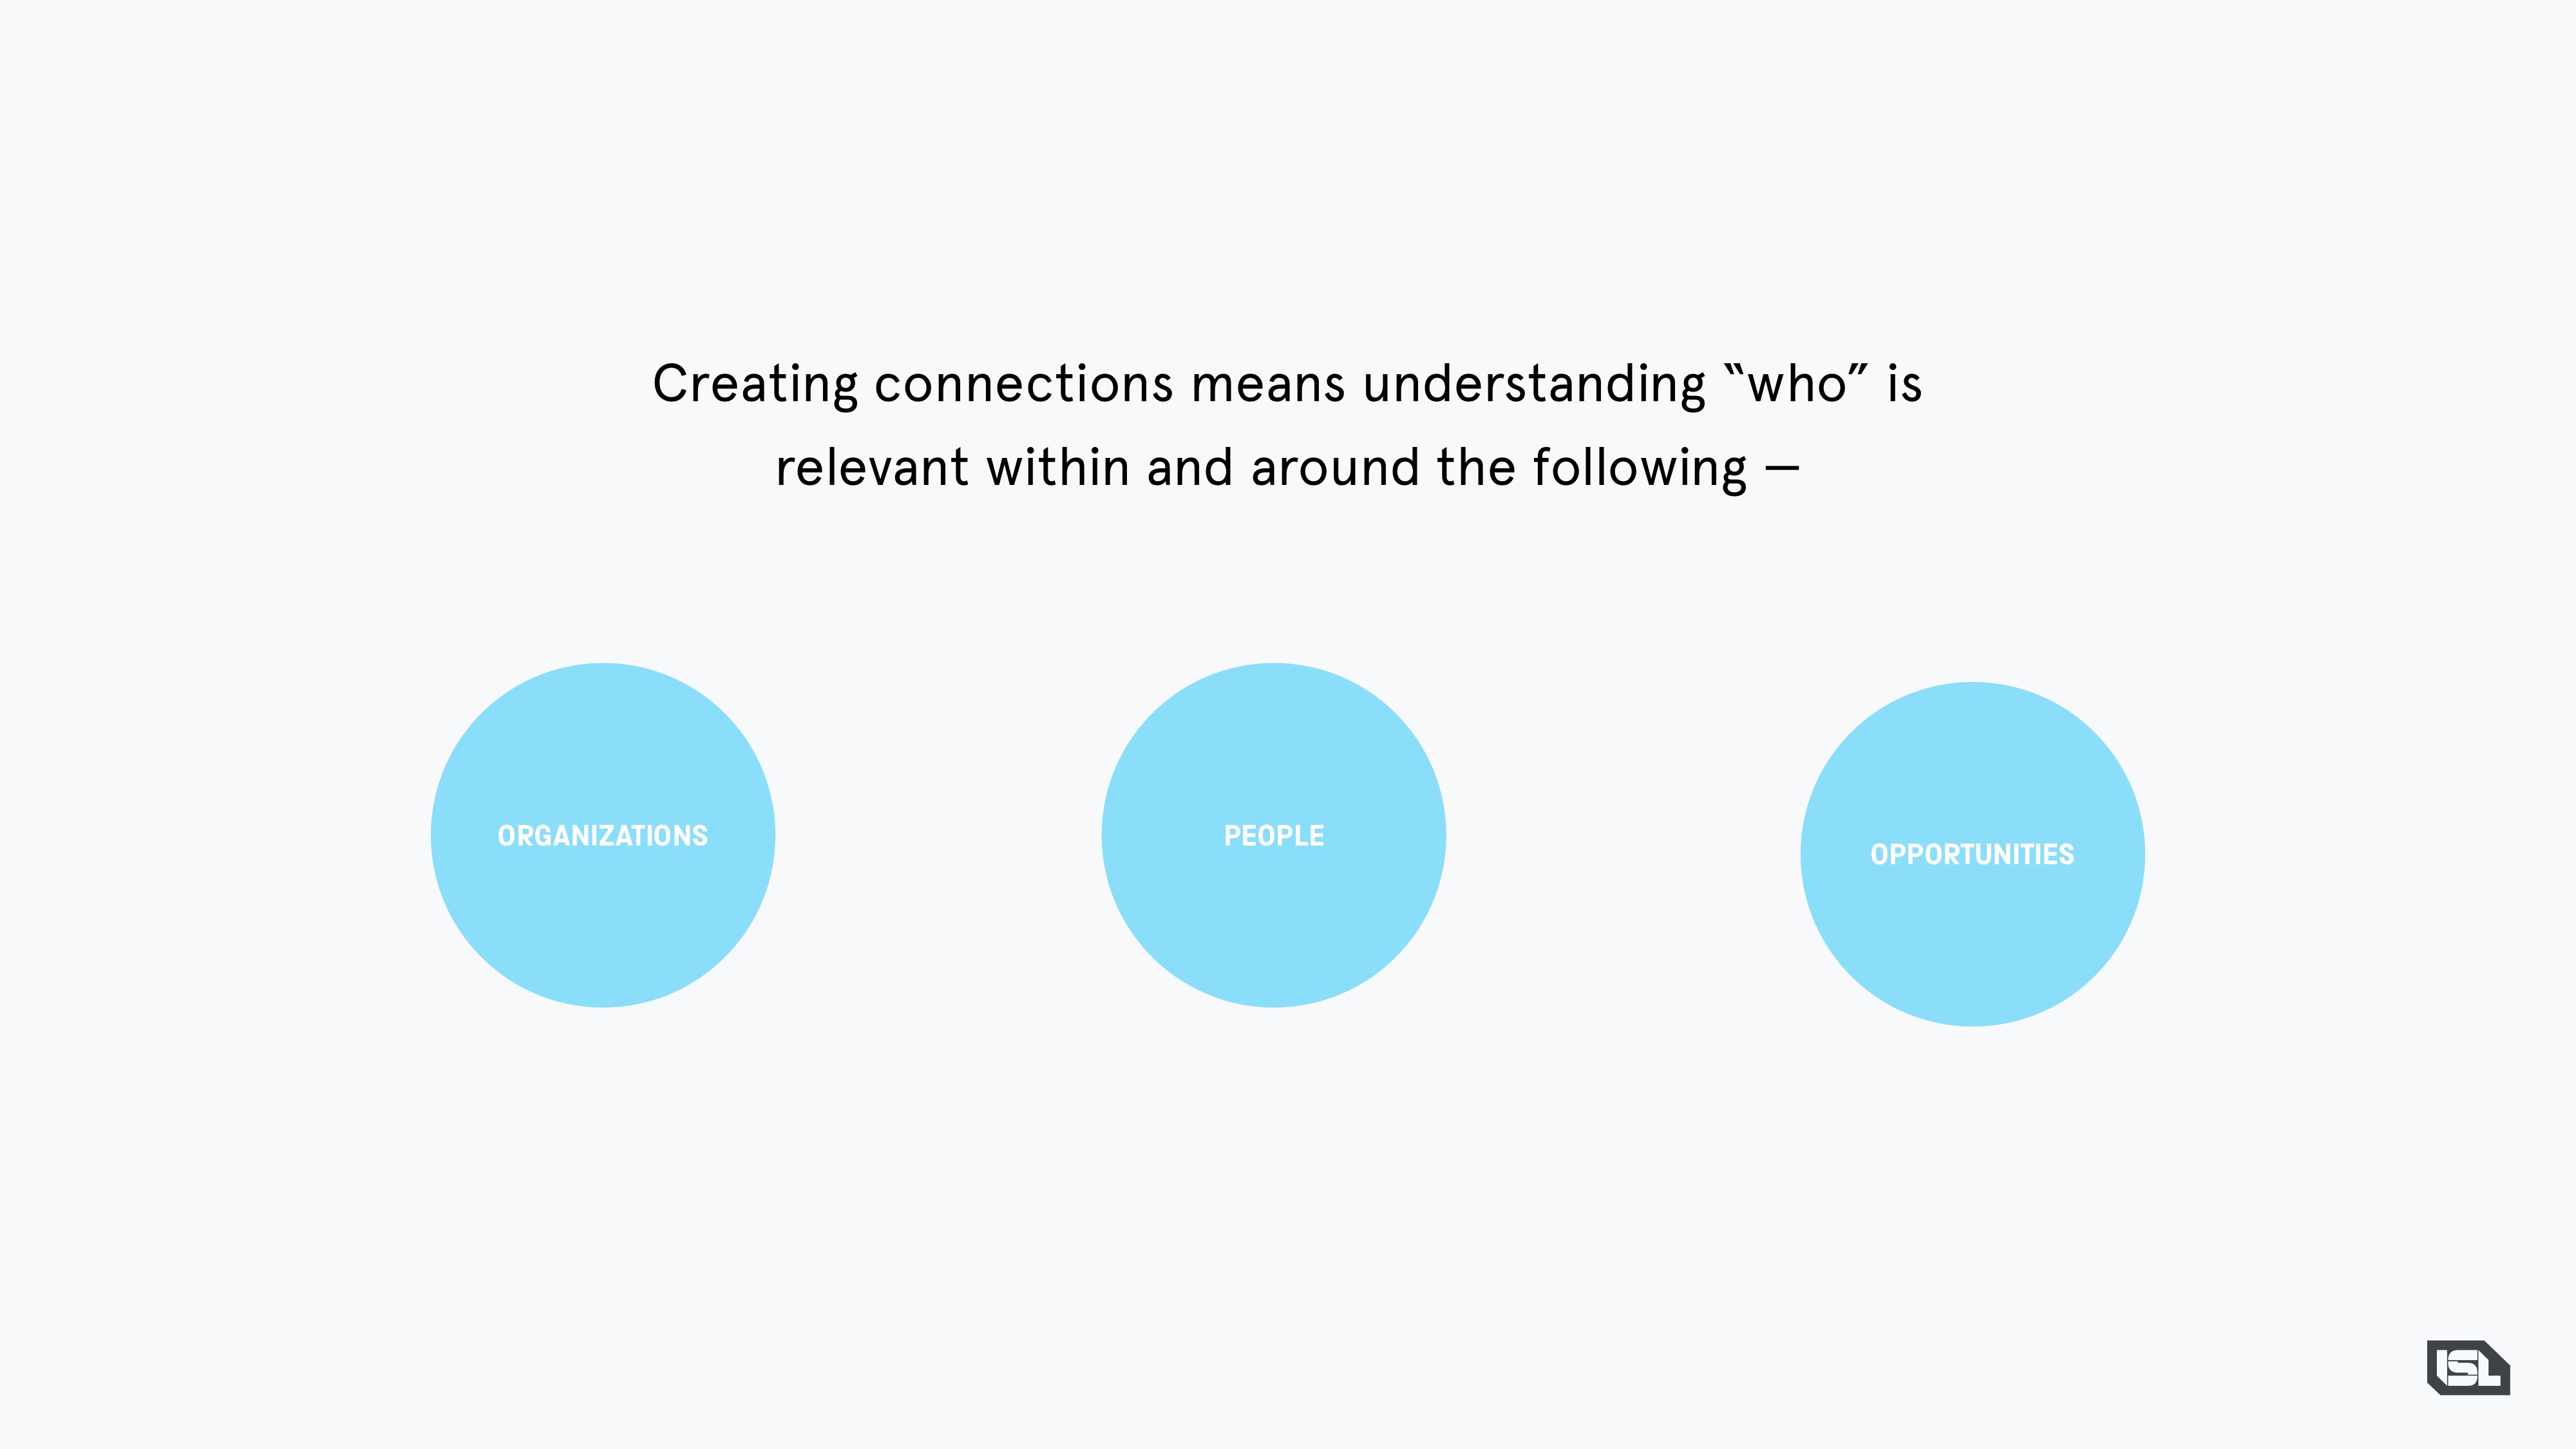 Creating connections means understanding “who” is
relevant within and around the following —
ORGANIZATIONS
PEOPLE
OPPORTUNITIES
ISL